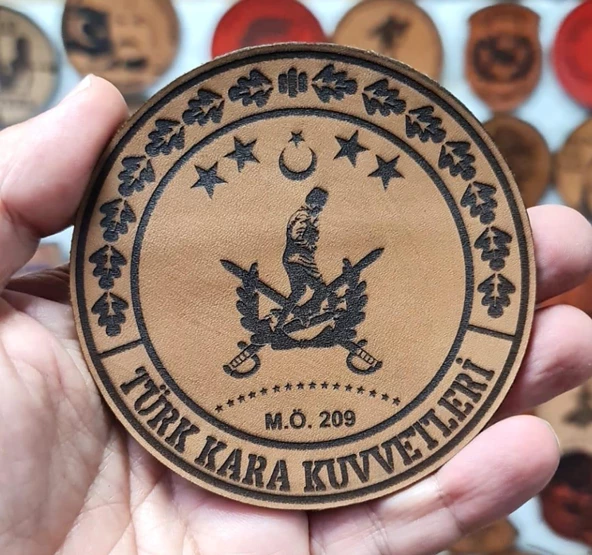 M.Ö. 209
TÜRK KARA KUVVETLERİ